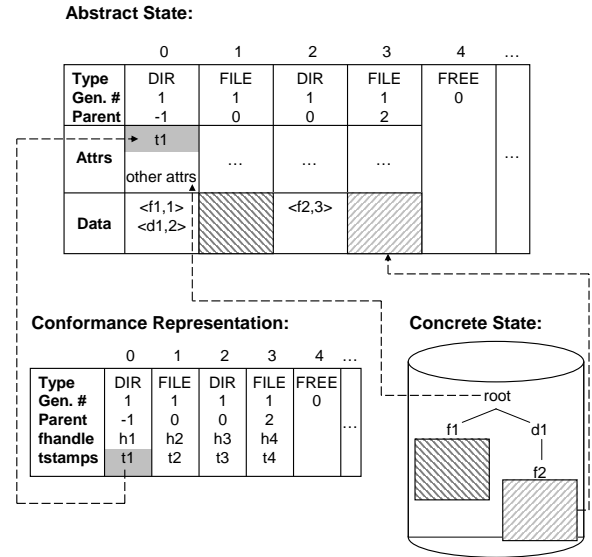 Abstract State:
0 1 2 3 4 …
Type DIR FILE DIR FILE FREE
Gen. # 1 1 1 1 0
Parent -1 0 0 2
Attrs t1 … … … …
other attrs
Data <f1,1> <f2,3>
<d1,2>
Conformance Representation:
0 1 2 3 4 …
Type DIR FILE DIR FILE FREE
Gen. # 1 1 1 1 0
Parent -1 0 0 2 …
fhandle h1 h2 h3 h4
tstamps t1 t2 t3 t4
Concrete State:
root
f1 d1
f2